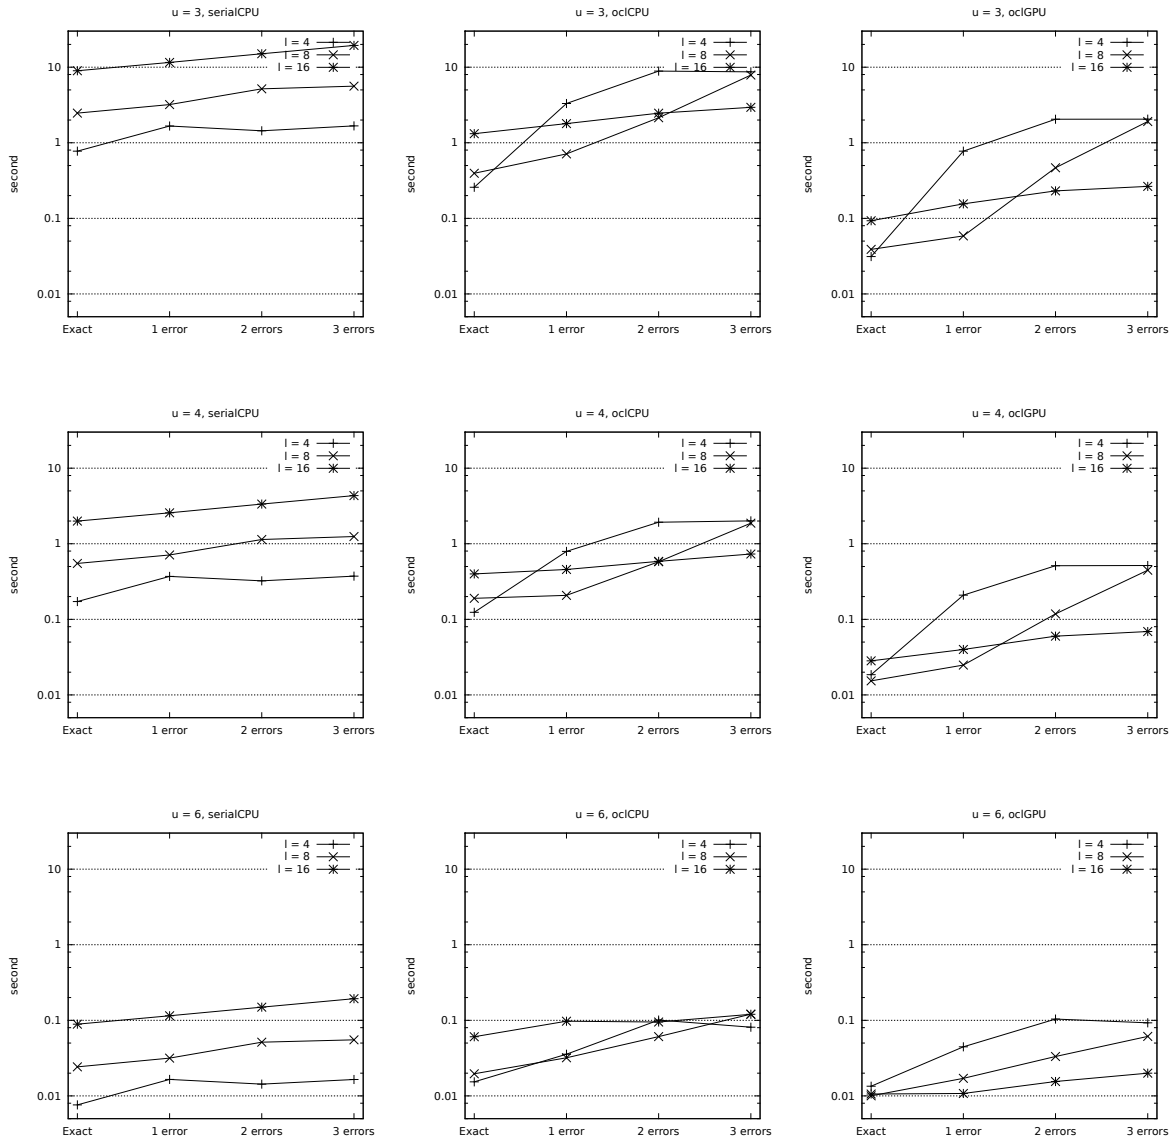 u = 3, serialCPU
l = 4
l = 8
l = 16
10
1
0.1
0.01
second
Exact 1 error 2 errors 3 errors
u = 3, oclCPU
l = 4
l = 8
l = 16
10
1
0.1
0.01
second
Exact 1 error 2 errors 3 errors
u = 3, oclGPU
l = 4
l = 8
l = 16
10
1
0.1
0.01
second
Exact 1 error 2 errors 3 errors
u = 4, serialCPU
l = 4
l = 8
l = 16
10
1
0.1
0.01
second
Exact 1 error 2 errors 3 errors
u = 4, oclCPU
l = 4
l = 8
l = 16
10
1
0.1
0.01
second
Exact 1 error 2 errors 3 errors
u = 4, oclGPU
l = 4
l = 8
l = 16
10
1
0.1
0.01
second
Exact 1 error 2 errors 3 errors
u = 6, serialCPU
l = 4
l = 8
l = 16
10
1
0.1
0.01
second
Exact 1 error 2 errors 3 errors
u = 6, oclCPU
l = 4
l = 8
l = 16
10
1
0.1
0.01
second
Exact 1 error 2 errors 3 errors
u = 6, oclGPU
l = 4
l = 8
l = 16
10
1
0.1
0.01
second
Exact 1 error 2 errors 3 errors